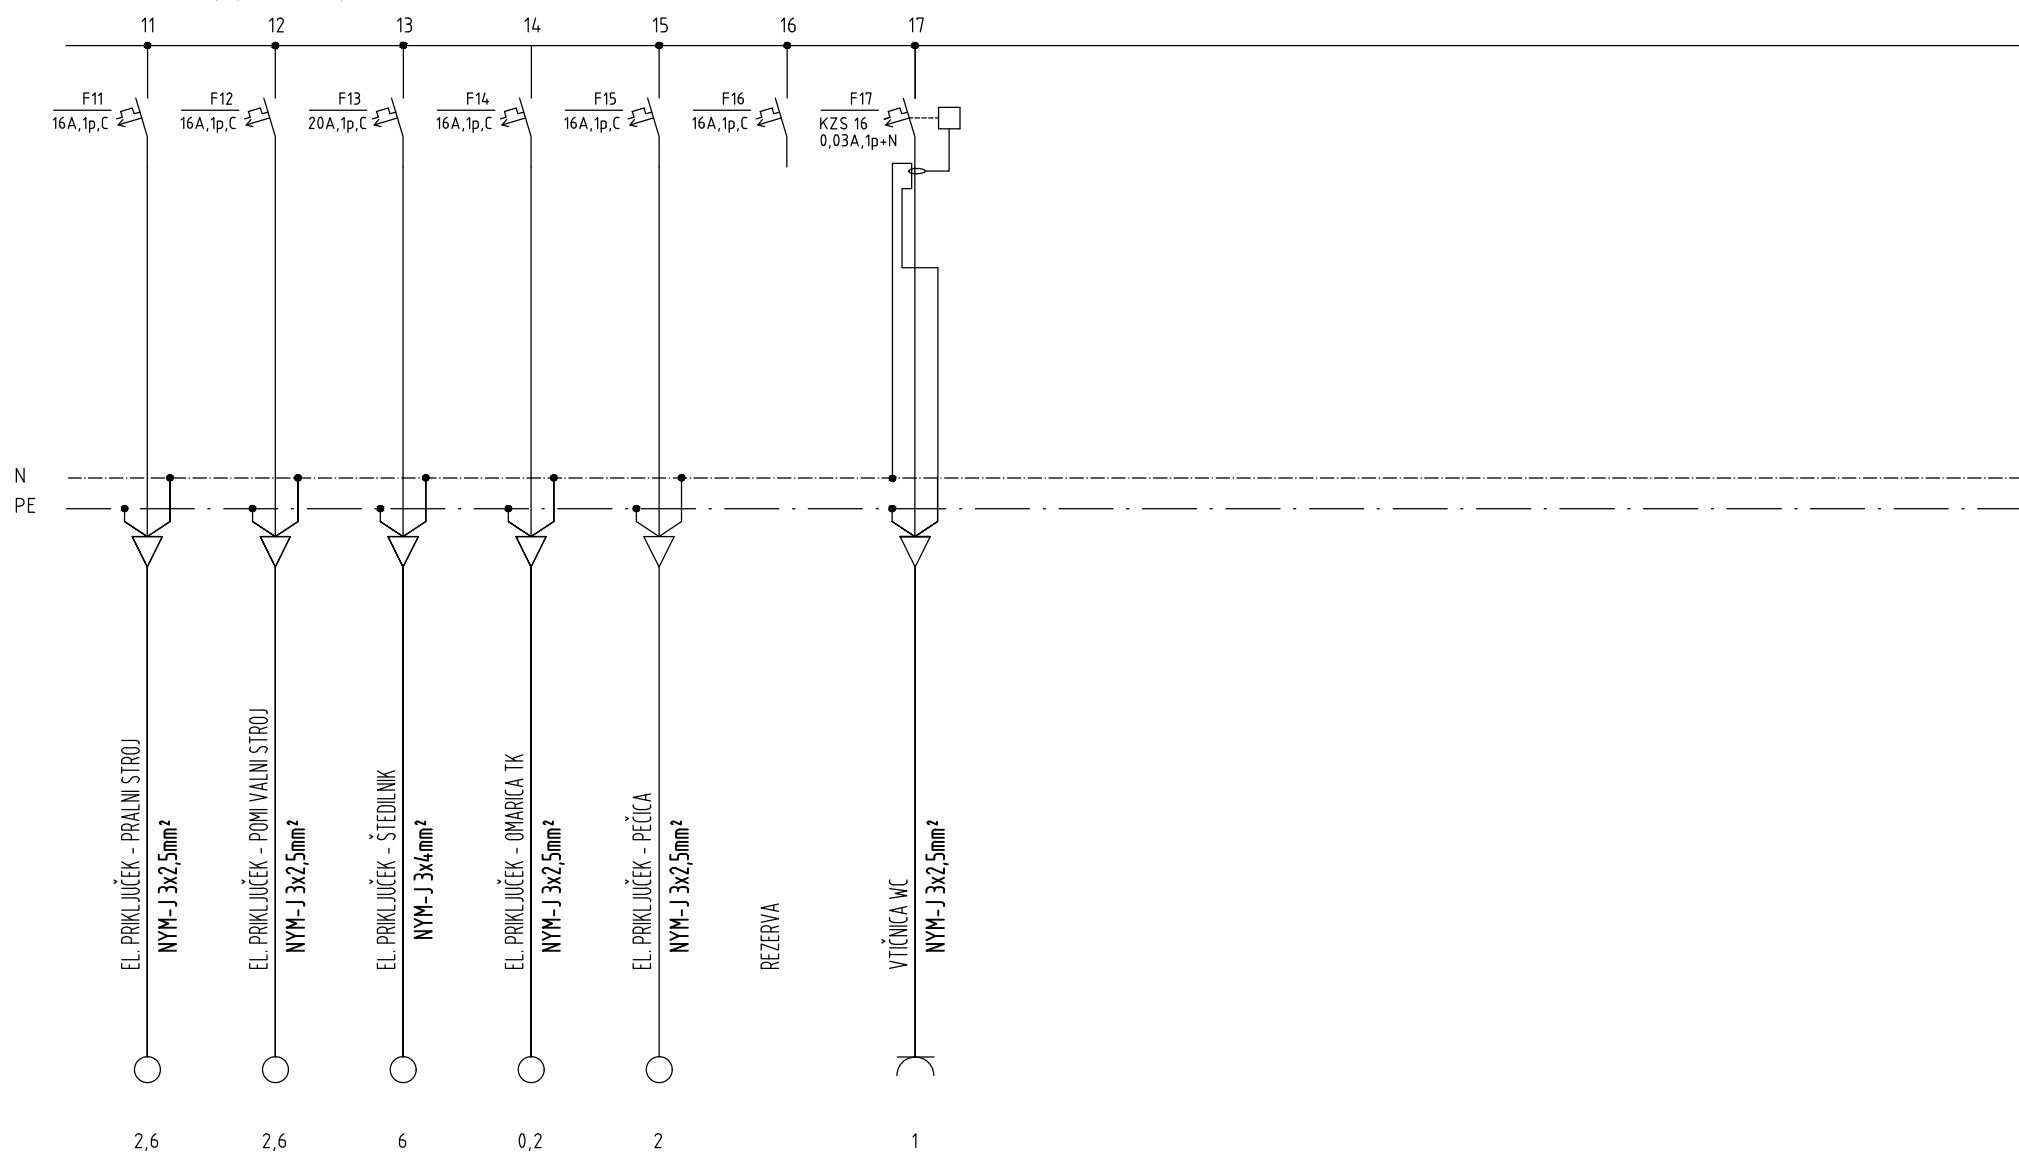 11
12
13
14
15
16
17
F11
16A,1p,C
F12
16A,1p,C
F13
20A,1p,C
F14
16A,1p,C
F15
16A,1p,C
F16
16A,1p,C
F17
KZS 16
0,03A,1p+N
N
PE
EL. PRIKLJUČEK - PRALNI STROJ
NYM-J 3x2,5mm²
EL. PRIKLJUČEK - POMIVALNI STROJ
NYM-J 3x2,5mm²
EL. PRIKLJUČEK - ŠTEDILNIK
NYM-J 3x4mm²
EL. PRIKLJUČEK - OMARICA TK
NYM-J 3x2,5mm²
EL. PRIKLJUČEK - PEČICA
NYM-J 3x2,5mm²
REZERVA
VTIČNICA WC
NYM-J 3x2,5mm²
2,6
2,6
6
0,2
2
1